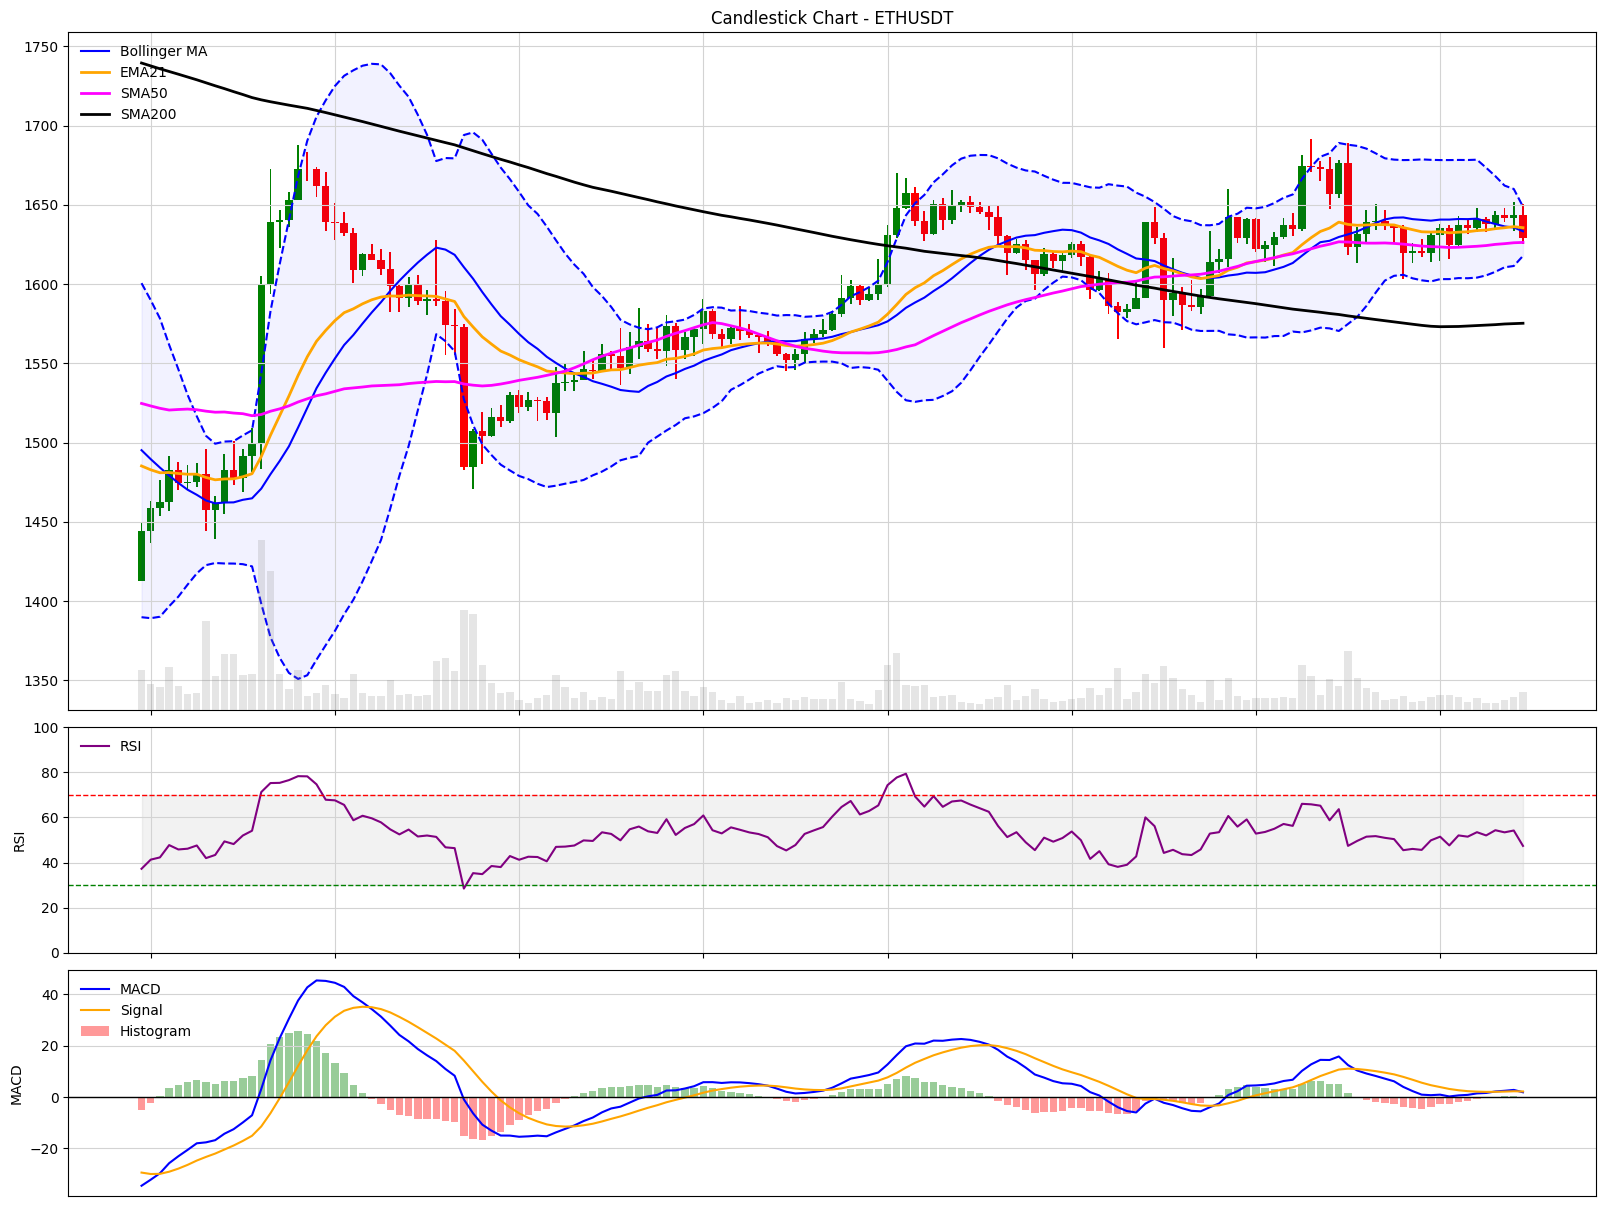 Candlestick Chart - ETHUSDT
1750
1700
1650
1600
1550
1500
1450
1400
1350
Bollinger MA
EMA21
SMA50
SMA200
100
80
60
40
20
0
RSI
RSI
40
20
0
−20
MACD
MACD
Signal
Histogram